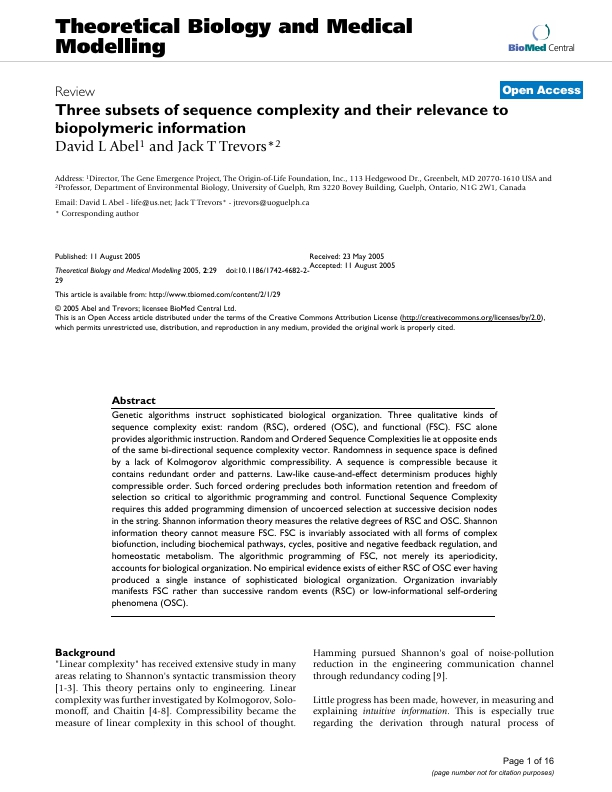 Theoretical Biology and Medical
Modelling
BioMed Central
Review
Open Access
Three subsets of sequence complexity and their relevance to
biopolymeric information
David L Abel1 and Jack T Trevors*2
Address: 1Director, The Gene Emergence Project, The Origin-of-Life Foundation, Inc., 113 Hedgewood Dr., Greenbelt, MD 20770-1610 USA and
2Professor, Department of Environmental Biology, University of Guelph, Rm 3220 Bovey Building, Guelph, Ontario, N1G 2W1, Canada
Email: David L Abel - life@us.net; Jack T Trevors* - jtrevors@uoguelph.ca
* Corresponding author
Published: 11 August 2005
Theoretical Biology and Medical Modelling 2005, 2:29 doi:10.1186/1742-4682-2-
29
Received: 23 May 2005
Accepted: 11 August 2005
This article is available from: http://www.tbiomed.com/content/2/1/29
© 2005 Abel and Trevors; licensee BioMed Central Ltd.
This is an Open Access article distributed under the terms of the Creative Commons Attribution License (http://creativecommons.org/licenses/by/2.0),
which permits unrestricted use, distribution, and reproduction in any medium, provided the original work is properly cited.
Abstract
Genetic algorithms instruct sophisticated biological organization. Three qualitative kinds of
sequence complexity exist: random (RSC), ordered (OSC), and functional (FSC). FSC alone
provides algorithmic instruction. Random and Ordered Sequence Complexities lie at opposite ends
of the same bi-directional sequence complexity vector. Randomness in sequence space is defined
by a lack of Kolmogorov algorithmic compressibility. A sequence is compressible because it
contains redundant order and patterns. Law-like cause-and-effect determinism produces highly
compressible order. Such forced ordering precludes both information retention and freedom of
selection so critical to algorithmic programming and control. Functional Sequence Complexity
requires this added programming dimension of uncoerced selection at successive decision nodes
in the string. Shannon information theory measures the relative degrees of RSC and OSC. Shannon
information theory cannot measure FSC. FSC is invariably associated with all forms of complex
biofunction, including biochemical pathways, cycles, positive and negative feedback regulation, and
homeostatic metabolism. The algorithmic programming of FSC, not merely its aperiodicity,
accounts for biological organization. No empirical evidence exists of either RSC of OSC ever having
produced a single instance of sophisticated biological organization. Organization invariably
manifests FSC rather than successive random events (RSC) or low-informational self-ordering
phenomena (OSC).
Background
"Linear complexity" has received extensive study in many
areas relating to Shannon's syntactic transmission theory
[1-3]. This theory pertains only to engineering. Linear
complexity was further investigated by Kolmogorov, Solo-
monoff, and Chaitin [4-8]. Compressibility became the
measure of linear complexity in this school of thought.
Hamming pursued Shannon's goal of noise-pollution
reduction in the engineering communication channel
through redundancy coding [9].
Little progress has been made, however, in measuring and
explaining intuitive information. This is especially true
regarding the derivation through natural process of
Page 1 of 16
(page number not for citation purposes)